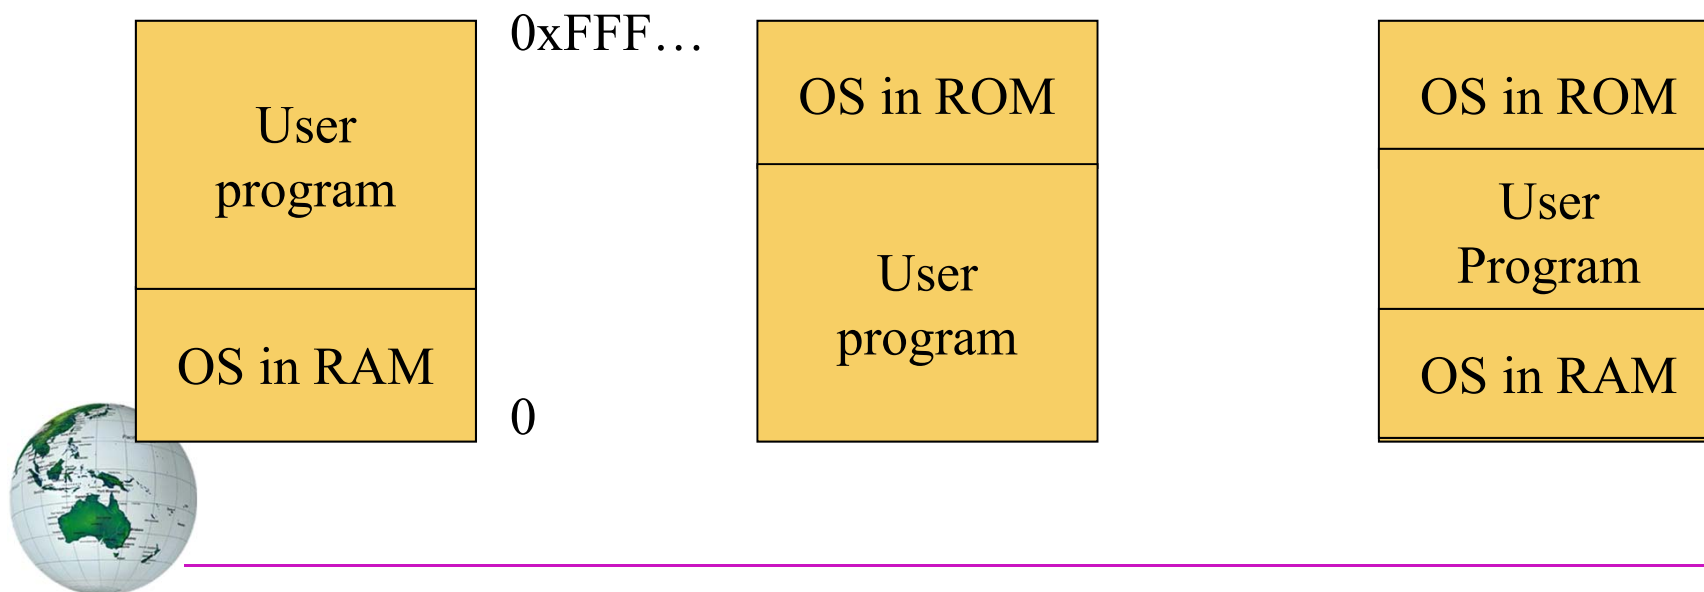 User
program
OS in RAM
0xFFF…
0
OS in ROM
User
program
OS in ROM
User
Program
OS in RAM